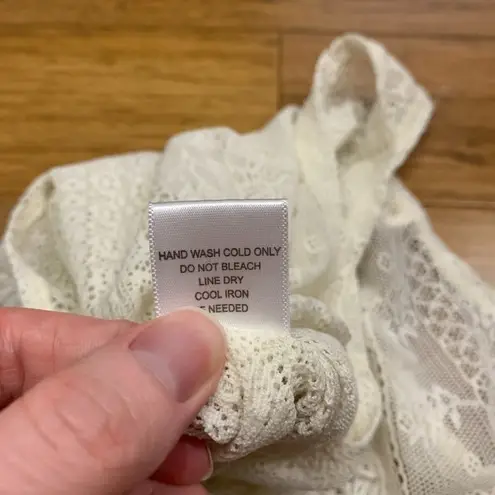 HAND WASH COLD ONLY
DO NOT BLEACH
LINE DRY
COOL IRON
NEEDED